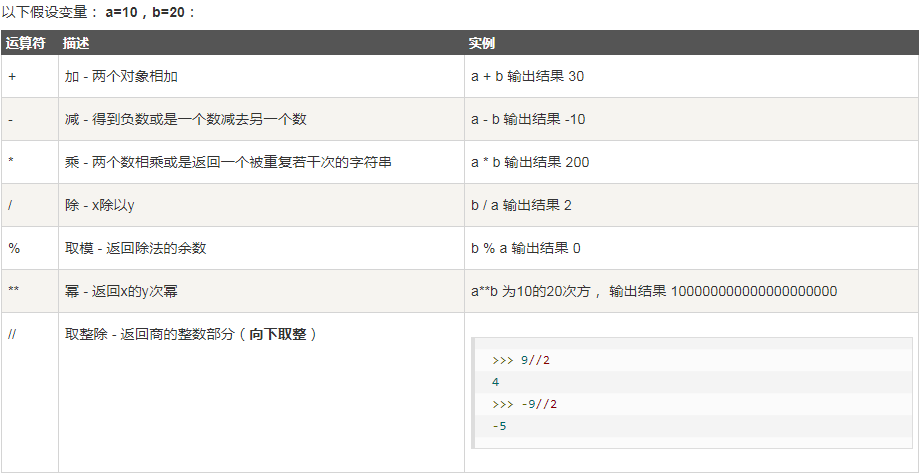 以下假设变量： a=10，b=20：
运算符 描述 实例
+ 加 - 两个对象相加 a + b 输出结果 30
- 减 - 得到负数或是一个数减去另一个数 a - b 输出结果 -10
* 乘 - 两个数相乘或是返回一个被重复若干次的字符串 a * b 输出结果 200
/ 除 - x除以y b / a 输出结果 2
% 取模 - 返回除法的余数 b % a 输出结果 0
** 幂 - 返回x的y次幂 a**b 为10的20次方， 输出结果 100000000000000000000
// 取整除 - 返回商的整数部分（向下取整）
>>> 9//2
4
>>> -9//2
-5